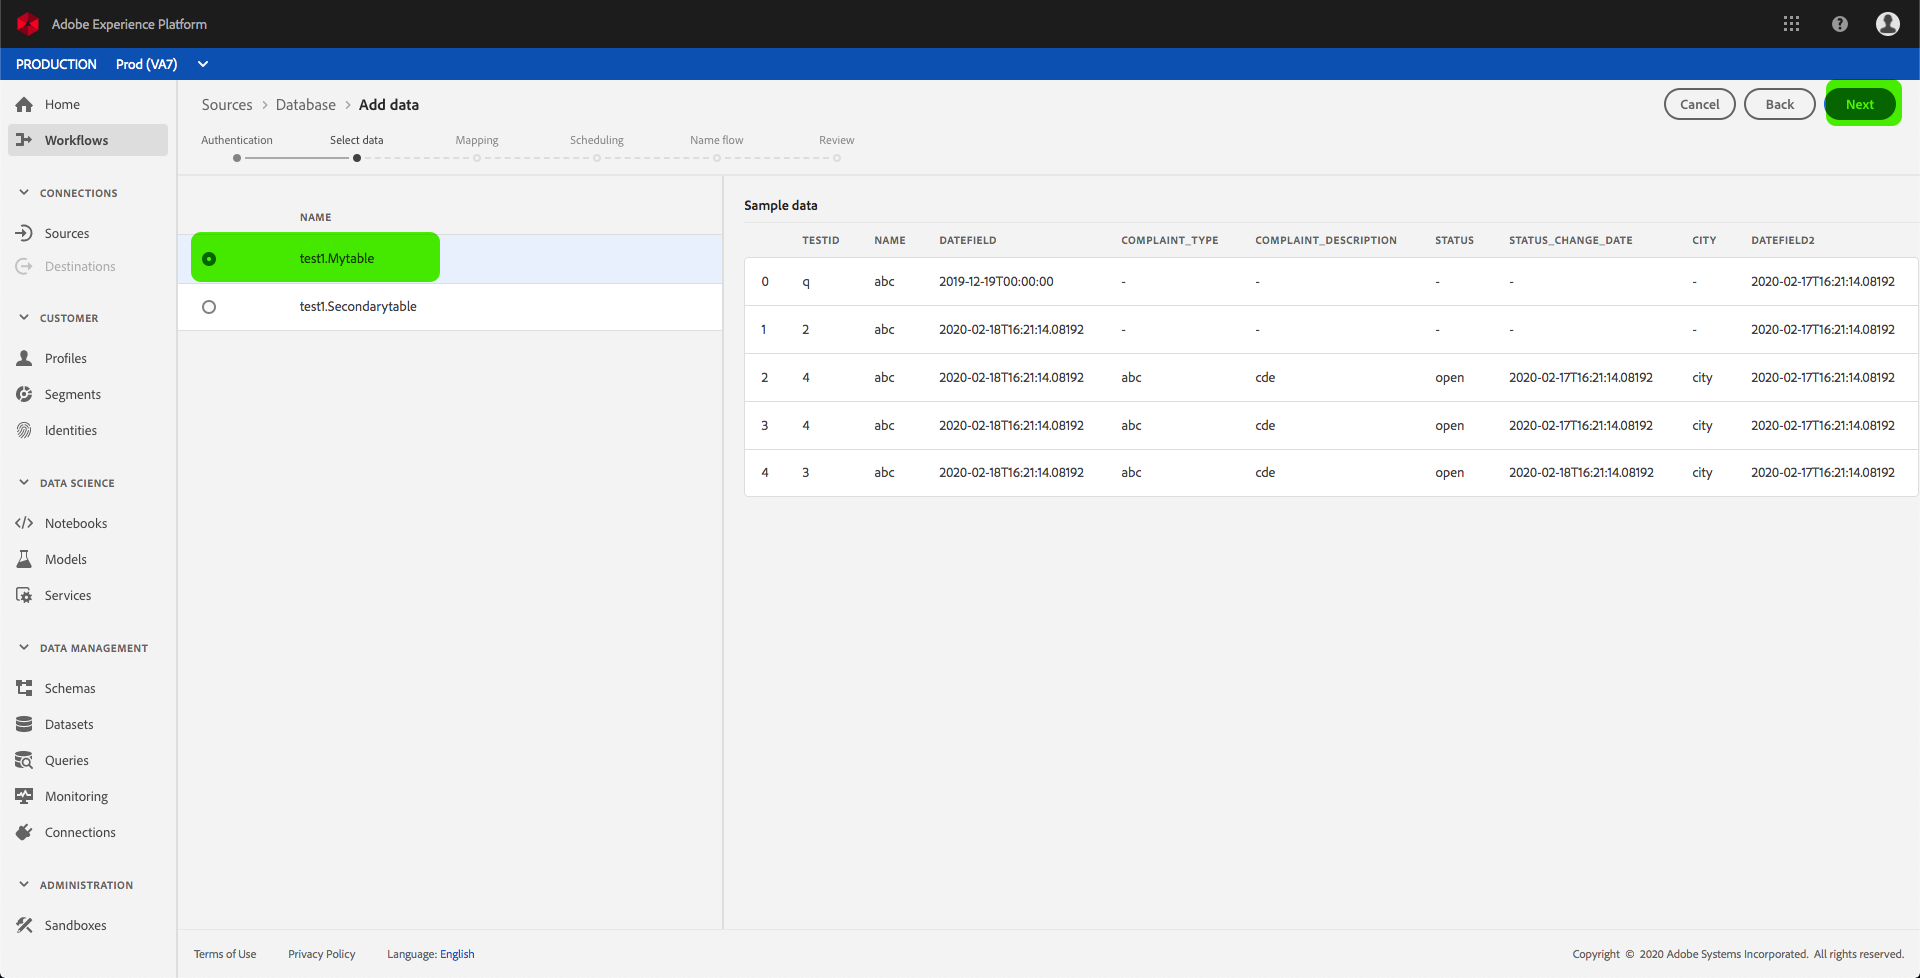 Adobe Experience Platform
PRODUCTION Prod (VA7)
Home
Workflows
CONNECTIONS
Sources
Destinations
CUSTOMER
Profiles
Segments
Identities
DATA SCIENCE
Notebooks
Models
Services
DATA MANAGEMENT
Schemas
Datasets
Queries
Monitoring
Connections
ADMINISTRATION
Sandboxes
Sources > Database > Add data
Cancel Back Next
Authentication Select data Mapping Scheduling Name flow Review
NAME
test1.Mytable
test1.Secondarytable
Sample data
TESTID NAME DATEFIELD COMPLAINT_TYPE COMPLAINT_DESCRIPTION STATUS STATUS_CHANGE_DATE CITY DATEFIELD2
0 q abc 2019-12-19T00:00:00 - - - - - 2020-02-17T16:21:14.08192
1 2 abc 2020-02-18T16:21:14.08192 - - - - - 2020-02-17T16:21:14.08192
2 4 abc 2020-02-18T16:21:14.08192 abc cde open 2020-02-17T16:21:14.08192 city 2020-02-17T16:21:14.08192
3 4 abc 2020-02-18T16:21:14.08192 abc cde open 2020-02-17T16:21:14.08192 city 2020-02-17T16:21:14.08192
4 3 abc 2020-02-18T16:21:14.08192 abc cde open 2020-02-18T16:21:14.08192 city 2020-02-17T16:21:14.08192
Terms of Use Privacy Policy Language: English
Copyright © 2020 Adobe Systems Incorporated. All rights reserved.